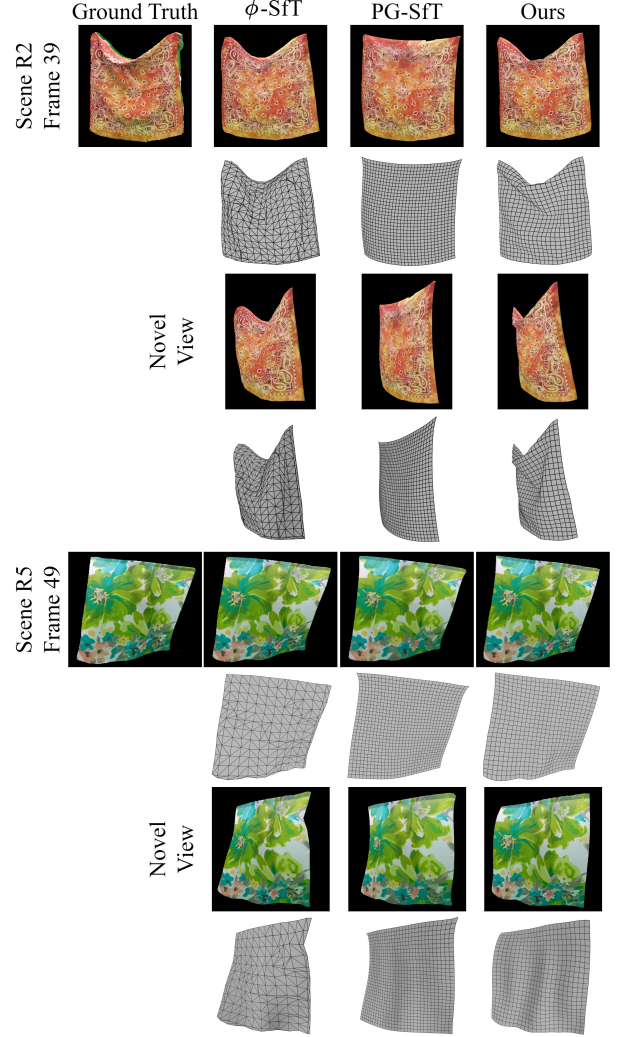 Ground Truth
ϕ-SfT
PG-SfT
Ours
Scene R2
Frame 39
Novel
View
Scene R5
Frame 49
Novel
View